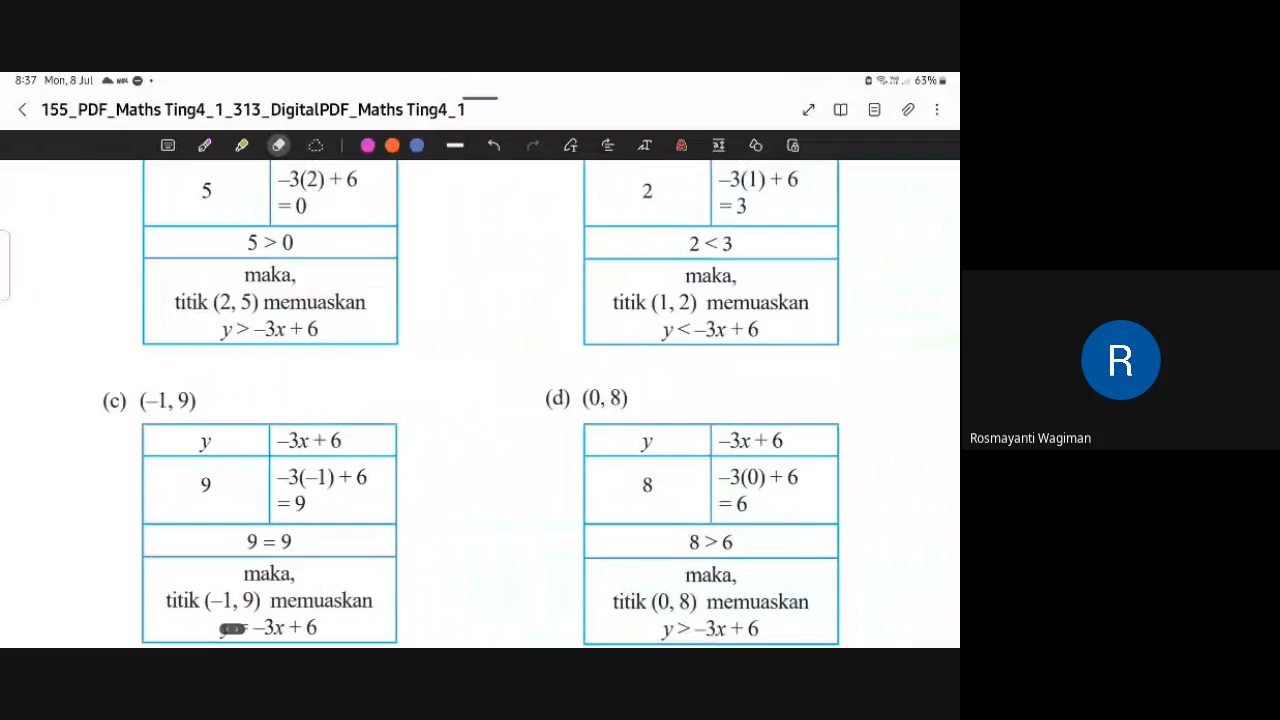 8:37 Mon, 8 Jul
63%
155_PDF_Maths Ting4_1_313_DigitalPDF_Maths Ting4_1
5
–3(2) + 6
= 0
5 > 0
maka,
titik (2, 5) memuaskan
y > –3x + 6
2
–3(1) + 6
= 3
2 < 3
maka,
titik (1, 2) memuaskan
y < –3x + 6
(c) (–1, 9)
y
–3x + 6
9
–3(–1) + 6
= 9
9 = 9
maka,
titik (–1, 9) memuaskan
= –3x + 6
(d) (0, 8)
y
–3x + 6
8
–3(0) + 6
= 6
8 > 6
maka,
titik (0, 8) memuaskan
y > –3x + 6
R
Rosmayanti Wagiman